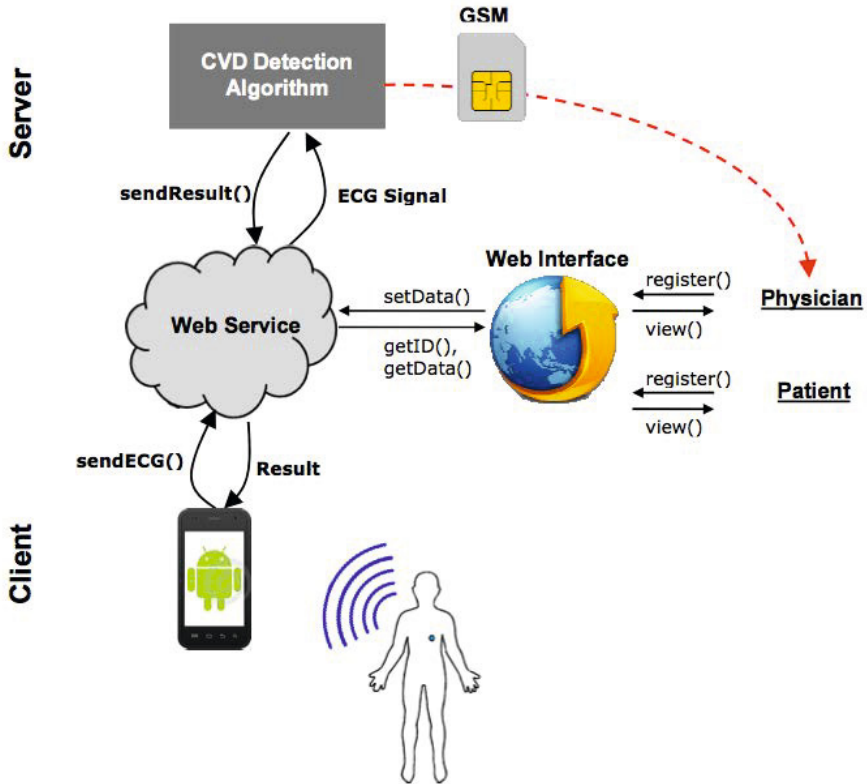 GSM
CVD Detection
Algorithm
Server
sendResult()
ECG Signal
Web Interface
setData()
register()
Physician
Web Service
view()
getID(),
getData()
register()
Patient
view()
sendECG()
Result
Client